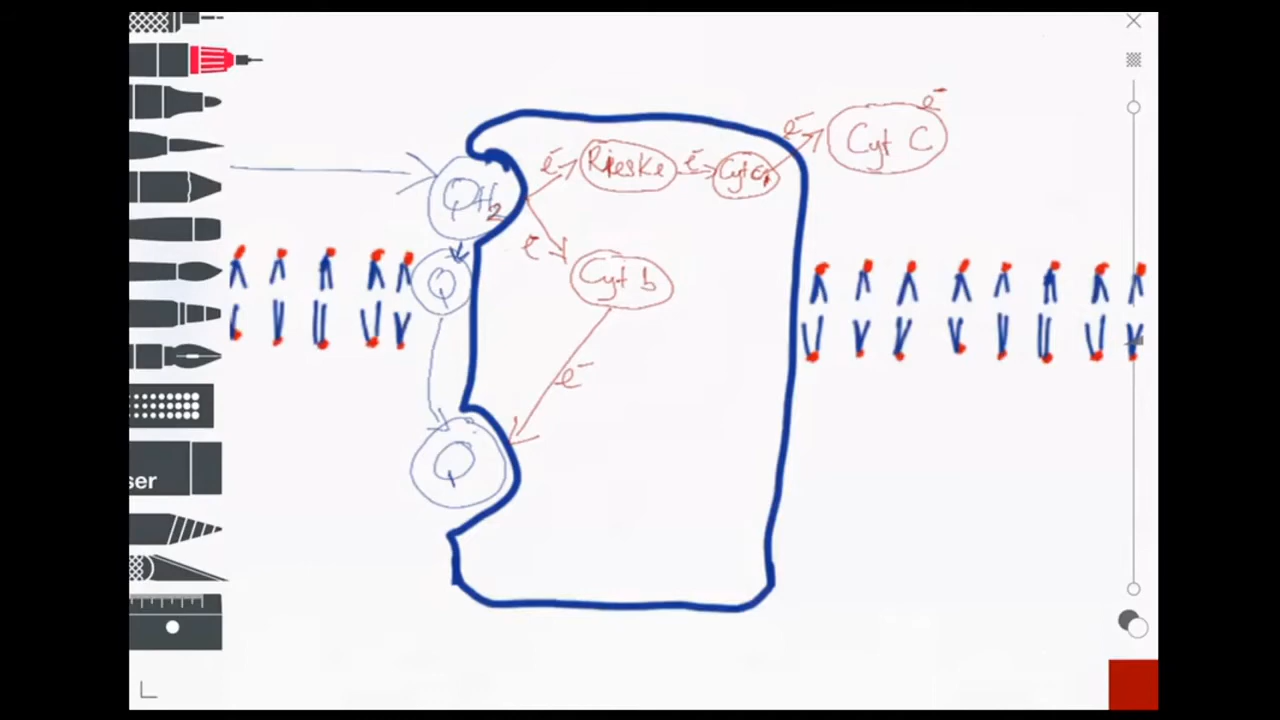 e-
Cyt C
e-
e-
Rieske
e-
Cyt c1
QH2
e-
Cyt b
Q
e-
Q
ser